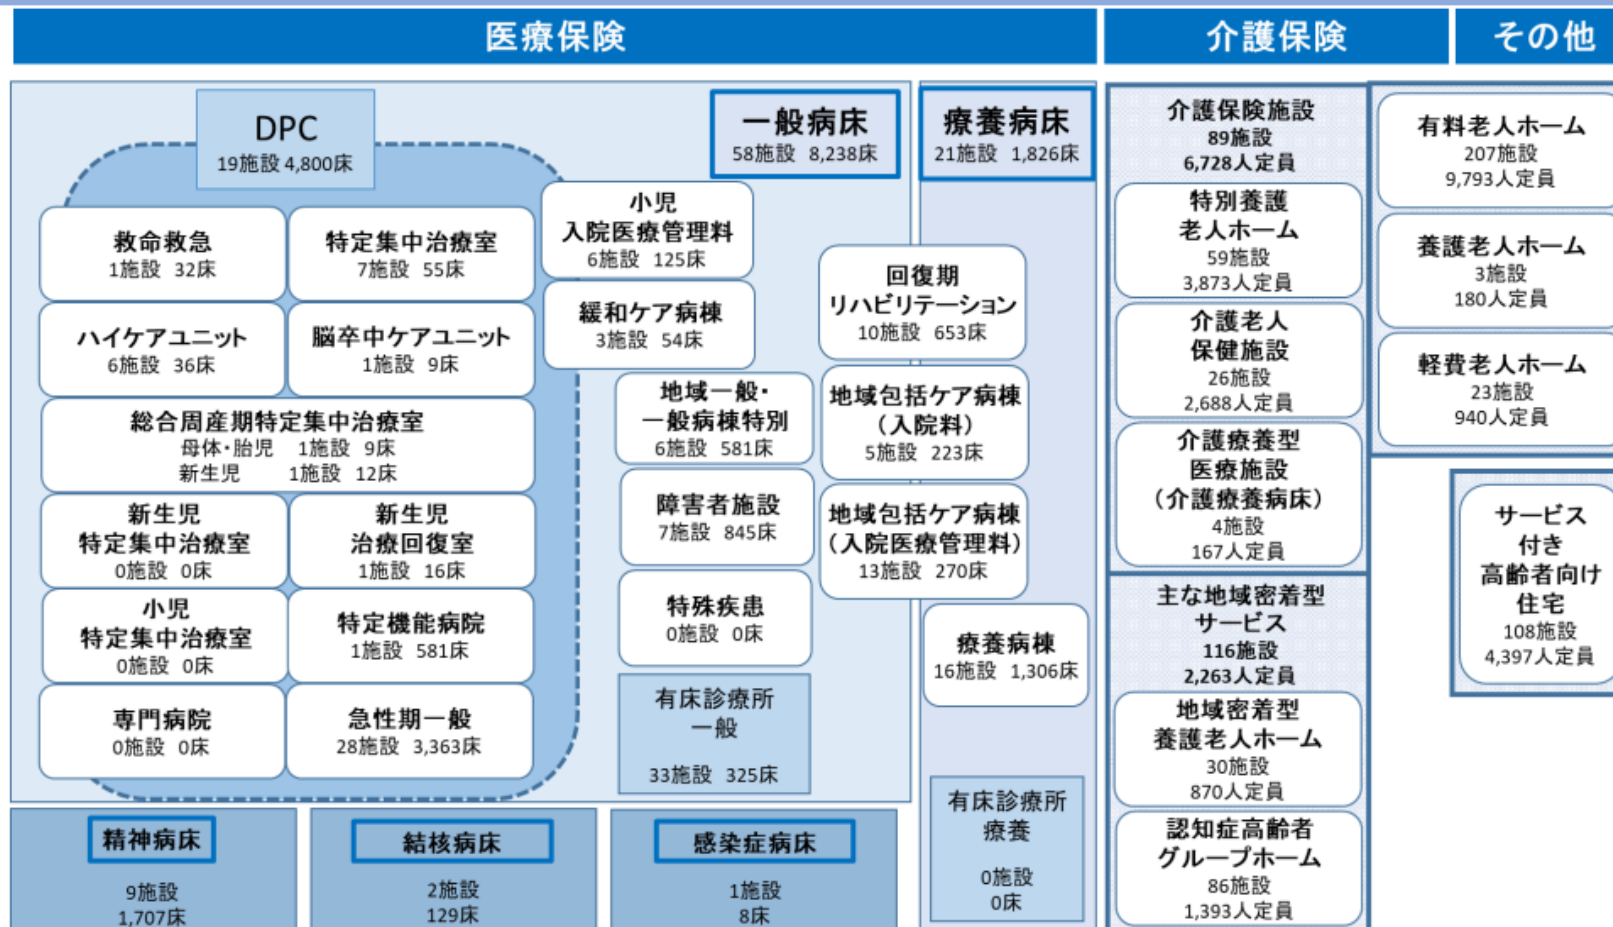 医療保険
介護保険
その他
DPC
19施設 4,800床
一般病床
58施設 8,238床
療養病床
21施設 1,826床
救命救急
1施設 32床
特定集中治療室
7施設 55床
ハイケアユニット
6施設 36床
脳卒中ケアユニット
1施設 9床
総合周産期特定集中治療室
母体・胎児 1施設 9床
新生児 1施設 12床
新生児
特定集中治療室
0施設 0床
新生児
治療回復室
1施設 16床
小児
特定集中治療室
0施設 0床
特定機能病院
1施設 581床
専門病院
0施設 0床
急性期一般
28施設 3,363床
小児
入院医療管理料
6施設 125床
緩和ケア病棟
3施設 54床
地域一般・
一般病棟特別
6施設 581床
障害者施設
7施設 845床
特殊疾患
0施設 0床
有床診療所
一般
33施設 325床
回復期
リハビリテーション
10施設 653床
地域包括ケア病棟
（入院料）
5施設 223床
地域包括ケア病棟
（入院医療管理料）
13施設 270床
療養病棟
16施設 1,306床
有床診療所
療養
0施設
0床
精神病床
9施設
1,707床
結核病床
2施設
129床
感染症病床
1施設
8床
介護保険施設
89施設
6,728人定員
特別養護
老人ホーム
59施設
3,873人定員
介護老人
保健施設
26施設
2,688人定員
介護療養型
医療施設
（介護療養病床）
4施設
167人定員
主な地域密着型
サービス
116施設
2,263人定員
地域密着型
養護老人ホーム
30施設
870人定員
認知症高齢者
グループホーム
86施設
1,393人定員
有料老人ホーム
207施設
9,793人定員
養護老人ホーム
3施設
180人定員
軽費老人ホーム
23施設
940人定員
サービス
付き
高齢者向け
住宅
108施設
4,397人定員